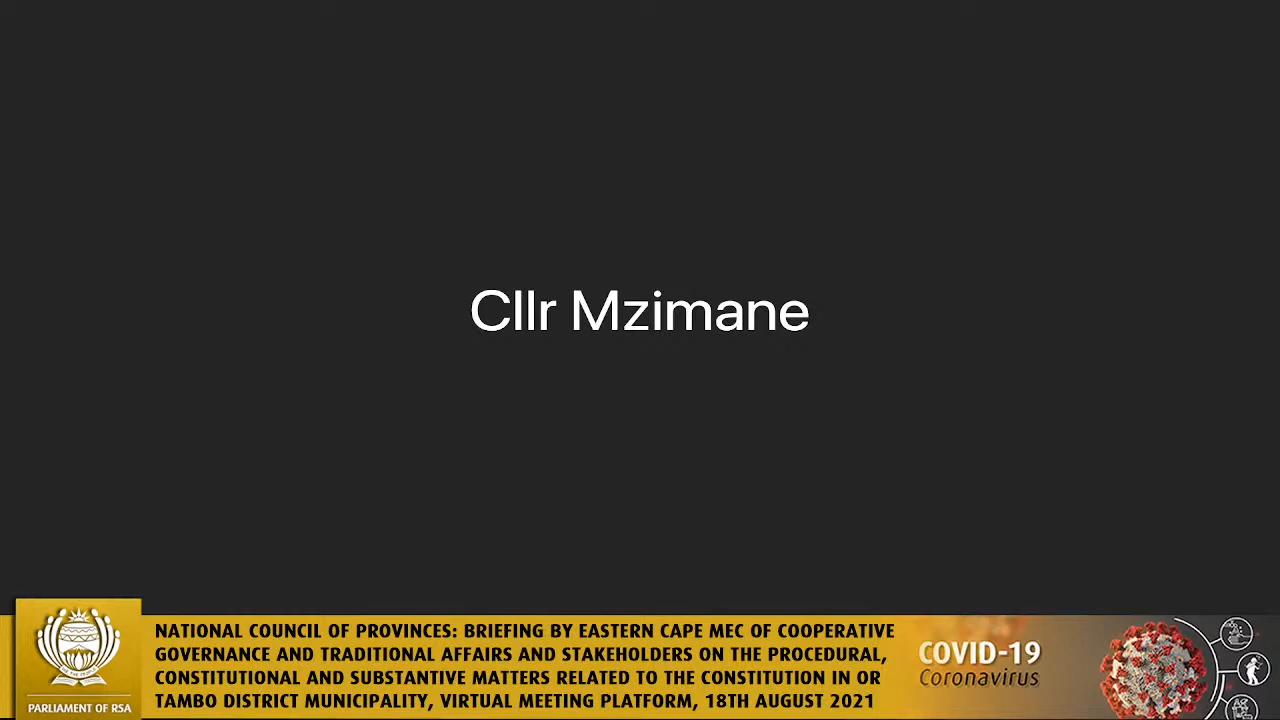 Cllr Mzimane
NATIONAL COUNCIL OF PROVINCES: BRIEFING BY EASTERN CAPE MEC OF COOPERATIVE
GOVERNANCE AND TRADITIONAL AFFAIRS AND STAKEHOLDERS ON THE PROCEDURAL,
CONSTITUTIONAL AND SUBSTANTIVE MATTERS RELATED TO THE CONSTITUTION IN OR
TAMBO DISTRICT MUNICIPALITY, VIRTUAL MEETING PLATFORM, 18TH AUGUST 2021
PARLIAMENT OF RSA
COVID-19
Coronavirus